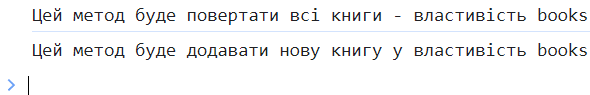 Цей метод буде повертати всі книги - властивість books
Цей метод буде додавати нову книгу у властивість books